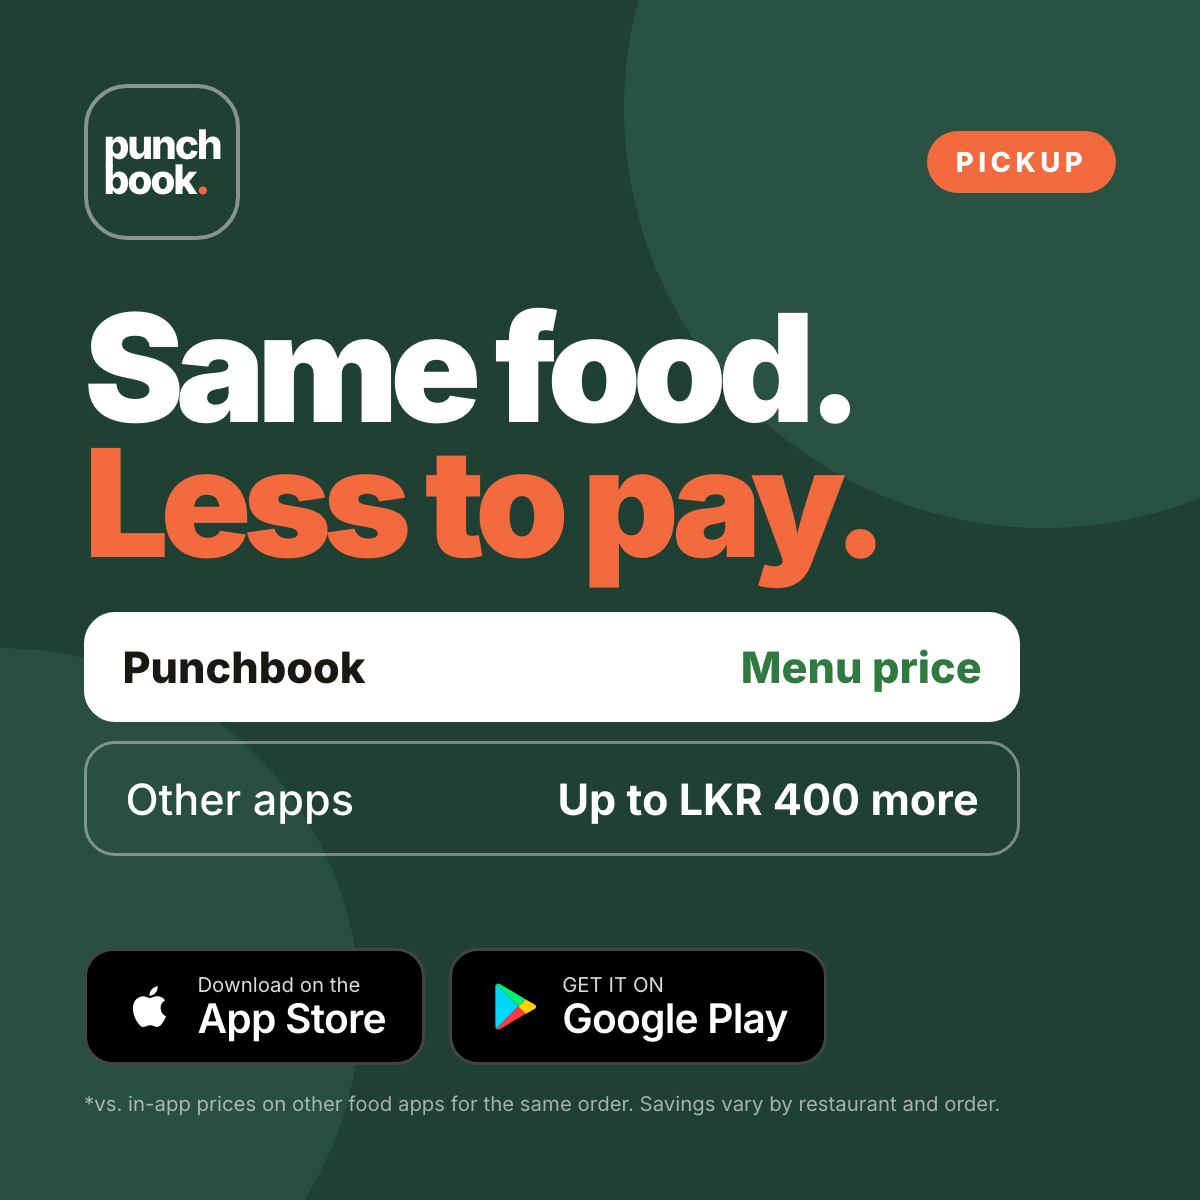 punch
book.
PICKUP
Same food.
Less to pay.
Punchbook Menu price
Other apps Up to LKR 400 more
Download on the
App Store
GET IT ON
Google Play
*vs. in-app prices on other food apps for the same order. Savings vary by restaurant and order.